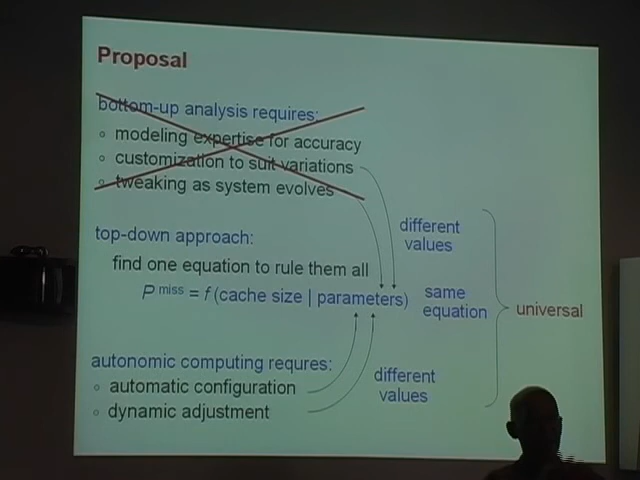 Proposal
bottom-up analysis requires:
modeling expertise for accuracy
customization to suit variations
tweaking as system evolves
different
values
top-down approach:
find one equation to rule them all
P miss = f (cache size | parameters)
same
equation
universal
autonomic computing requres:
automatic configuration
dynamic adjustment
different
values